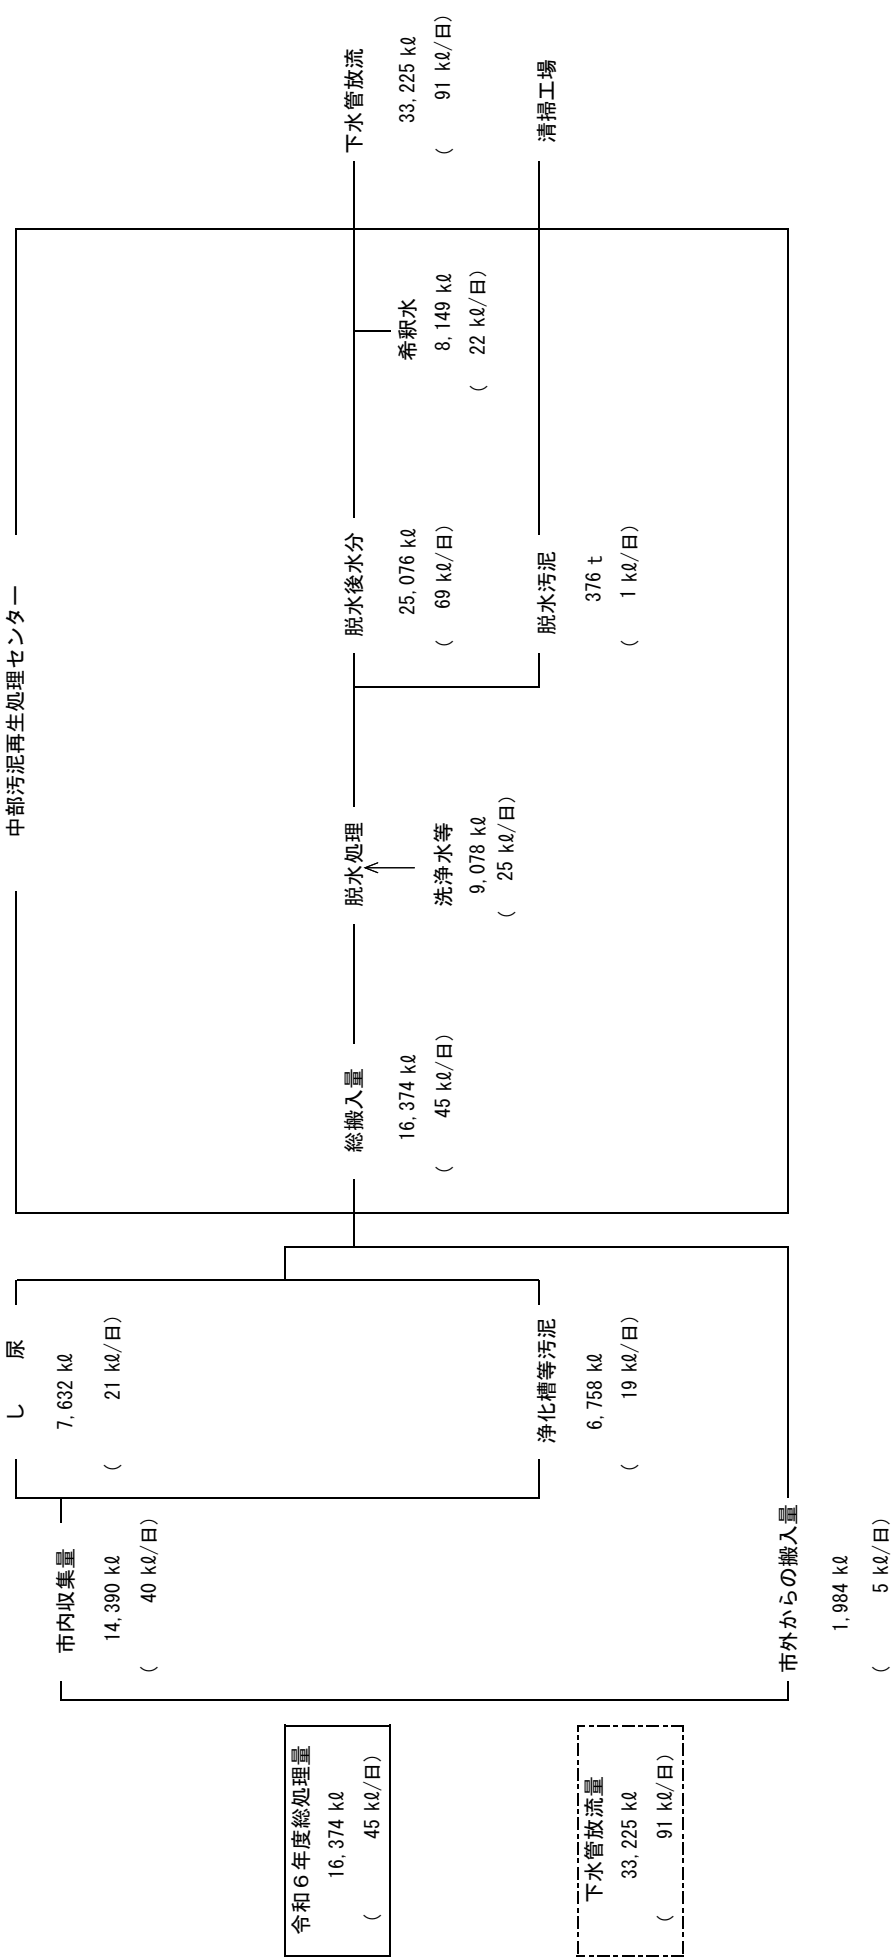 中部汚泥再生処理センター
令和６年度総処理量
16,374 kℓ
( 45 kℓ/日)
下水管放流量
33,225 kℓ
( 91 kℓ/日)
市内収集量
14,390 kℓ
( 40 kℓ/日)
市外からの搬入量
1,984 kℓ
( 5 kℓ/日)
し 尿
7,632 kℓ
( 21 kℓ/日)
浄化槽等汚泥
6,758 kℓ
( 19 kℓ/日)
総搬入量
16,374 kℓ
( 45 kℓ/日)
脱水処理
洗浄水等
9,078 kℓ
( 25 kℓ/日)
脱水後水分
25,076 kℓ
( 69 kℓ/日)
脱水汚泥
376 t
( 1 kℓ/日)
希釈水
8,149 kℓ
( 22 kℓ/日)
下水管放流
33,225 kℓ
( 91 kℓ/日)
清掃工場